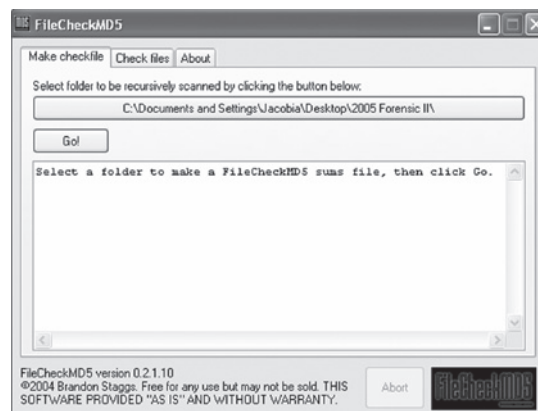 FileCheckMD5
Make checkfile Check files About
Select folder to be recursively scanned by clicking the button below:
C:\Documents and Settings\Jacobia\Desktop\2005 Forensic II\
Go!
Select a folder to make a FileCheckMD5 sums file, then click Go.
FileCheckMD5 version 0.2.1.10
©2004 Brandon Staggs. Free for any use but may not be sold. THIS
SOFTWARE PROVIDED "AS IS" AND WITHOUT WARRANTY.
Abort
FileCheckMD5